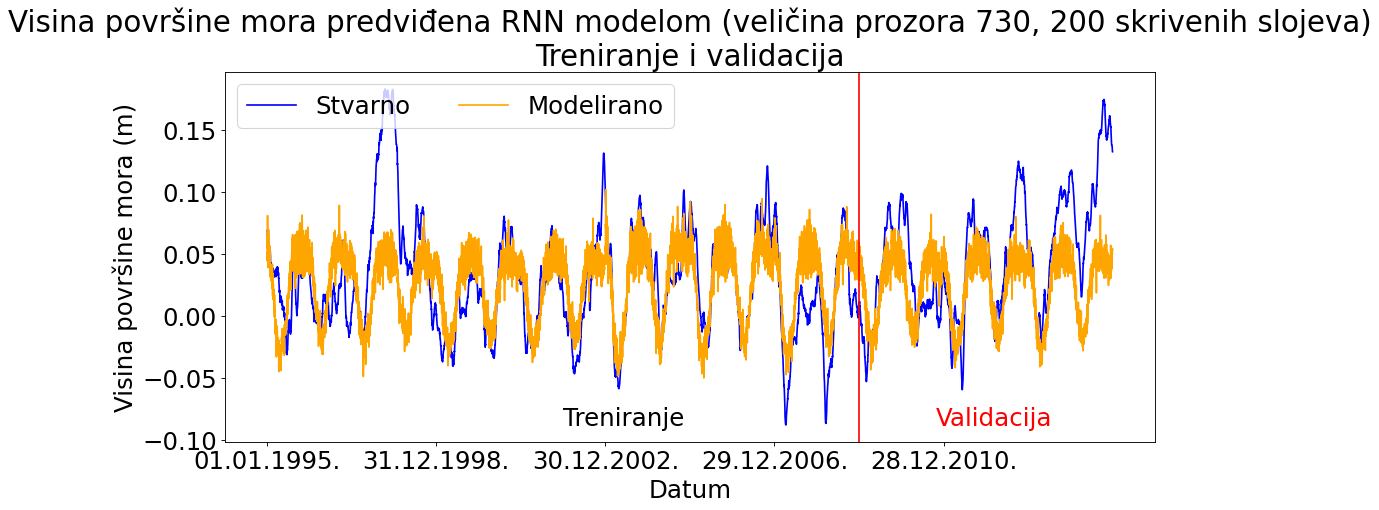 Visina površine mora predviđena RNN modelom (veličina prozora 730, 200 skrivenih slojeva)
Treniranje i validacija
Stvarno
Modelirano
Visina površine mora (m)
0.15
0.10
0.05
0.00
−0.05
−0.10
Treniranje
Validacija
01.01.1995.
31.12.1998.
30.12.2002.
29.12.2006.
28.12.2010.
Datum